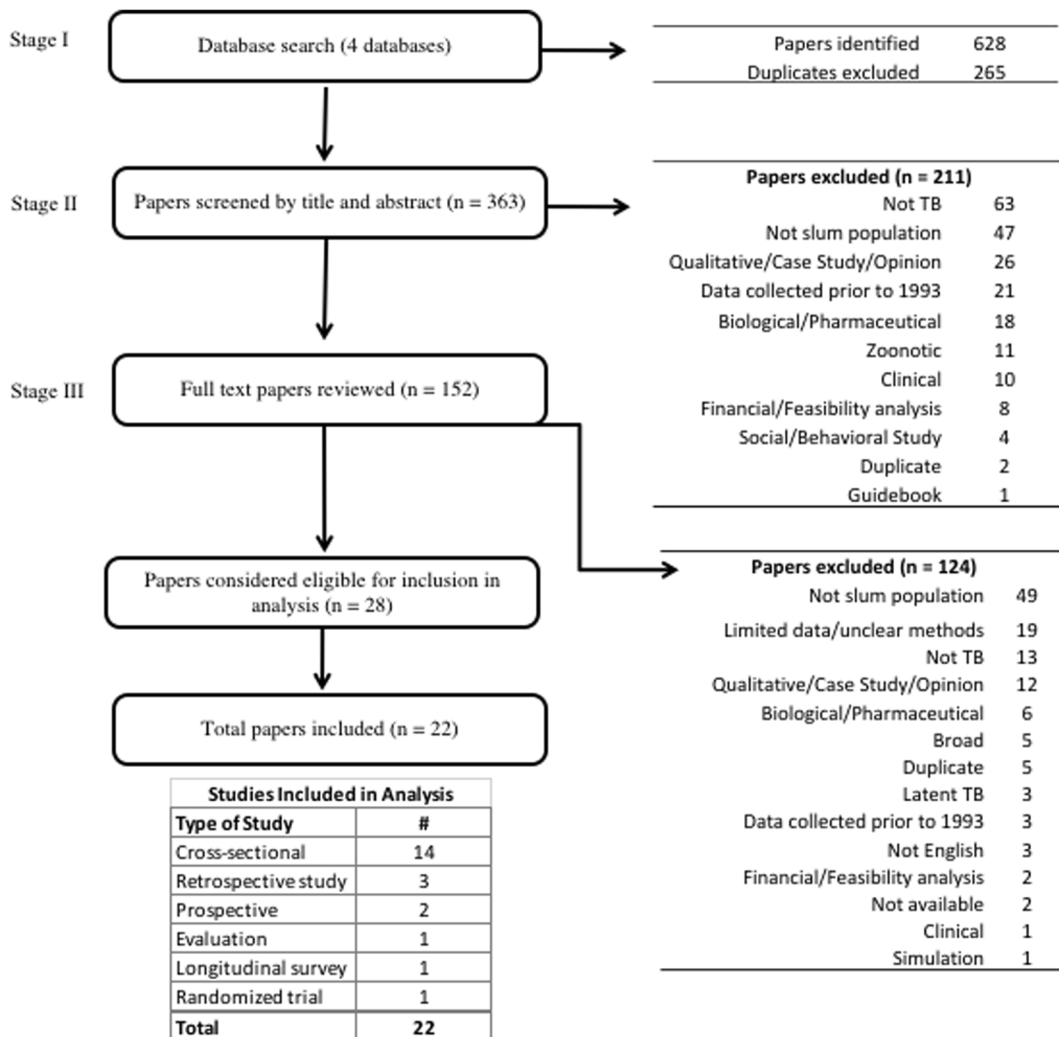 Stage I
Database search (4 databases)
Papers identified 628
Duplicates excluded 265
Stage II
Papers screened by title and abstract (n = 363)
Papers excluded (n = 211)
Not TB 63
Not slum population 47
Qualitative/Case Study/Opinion 26
Data collected prior to 1993 21
Biological/Pharmaceutical 18
Zoonotic 11
Clinical 10
Financial/Feasibility analysis 8
Social/Behavioral Study 4
Duplicate 2
Guidebook 1
Stage III
Full text papers reviewed (n = 152)
Papers excluded (n = 124)
Not slum population 49
Limited data/unclear methods 19
Not TB 13
Qualitative/Case Study/Opinion 12
Biological/Pharmaceutical 6
Broad 5
Duplicate 5
Latent TB 3
Data collected prior to 1993 3
Not English 3
Financial/Feasibility analysis 2
Not available 2
Clinical 1
Simulation 1
Papers considered eligible for inclusion in
analysis (n = 28)
Total papers included (n = 22)
Studies Included in Analysis
Type of Study #
Cross-sectional 14
Retrospective study 3
Prospective 2
Evaluation 1
Longitudinal survey 1
Randomized trial 1
Total 22